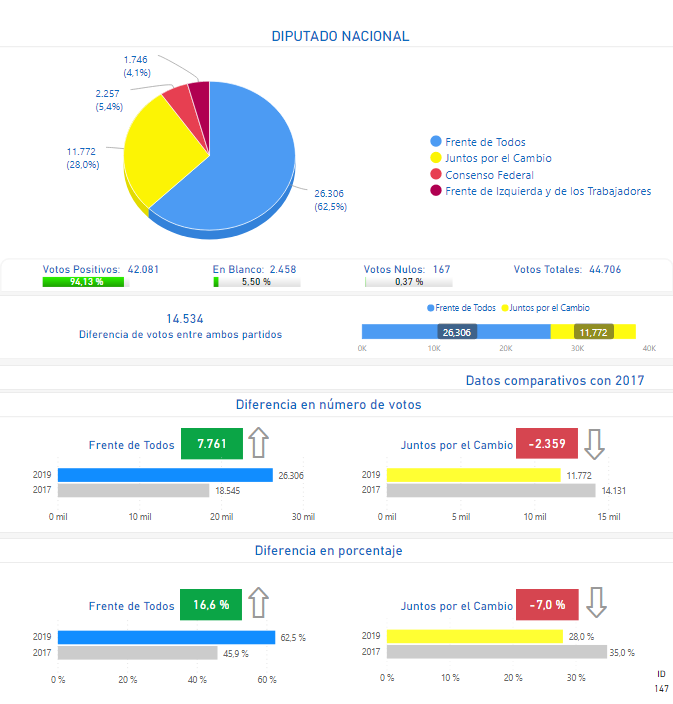 DIPUTADO NACIONAL
1.746
(4,1%)
2.257
(5,4%)
11.772
(28,0%)
26.306
(62,5%)
Frente de Todos
Juntos por el Cambio
Consenso Federal
Frente de Izquierda y de los Trabajadores
Votos Positivos: 42.081
94,13 %
En Blanco: 2.458
5,50 %
Votos Nulos: 167
0,37 %
Votos Totales: 44.706
14.534
Diferencia de votos entre ambos partidos
Frente de Todos Juntos por el Cambio
26,306 11,772
0K 10K 20K 30K 40K
Datos comparativos con 2017
Diferencia en número de votos
Frente de Todos 7.761
2019 26.306
2017 18.545
0 mil 10 mil 20 mil 30 mil
Juntos por el Cambio -2.359
2019 11.772
2017 14.131
0 mil 5 mil 10 mil 15 mil
Diferencia en porcentaje
Frente de Todos 16,6 %
2019 62,5 %
2017 45,9 %
0 % 20 % 40 % 60 %
Juntos por el Cambio -7,0 %
2019 28,0 %
2017 35,0 %
0 % 10 % 20 % 30 %
ID
147